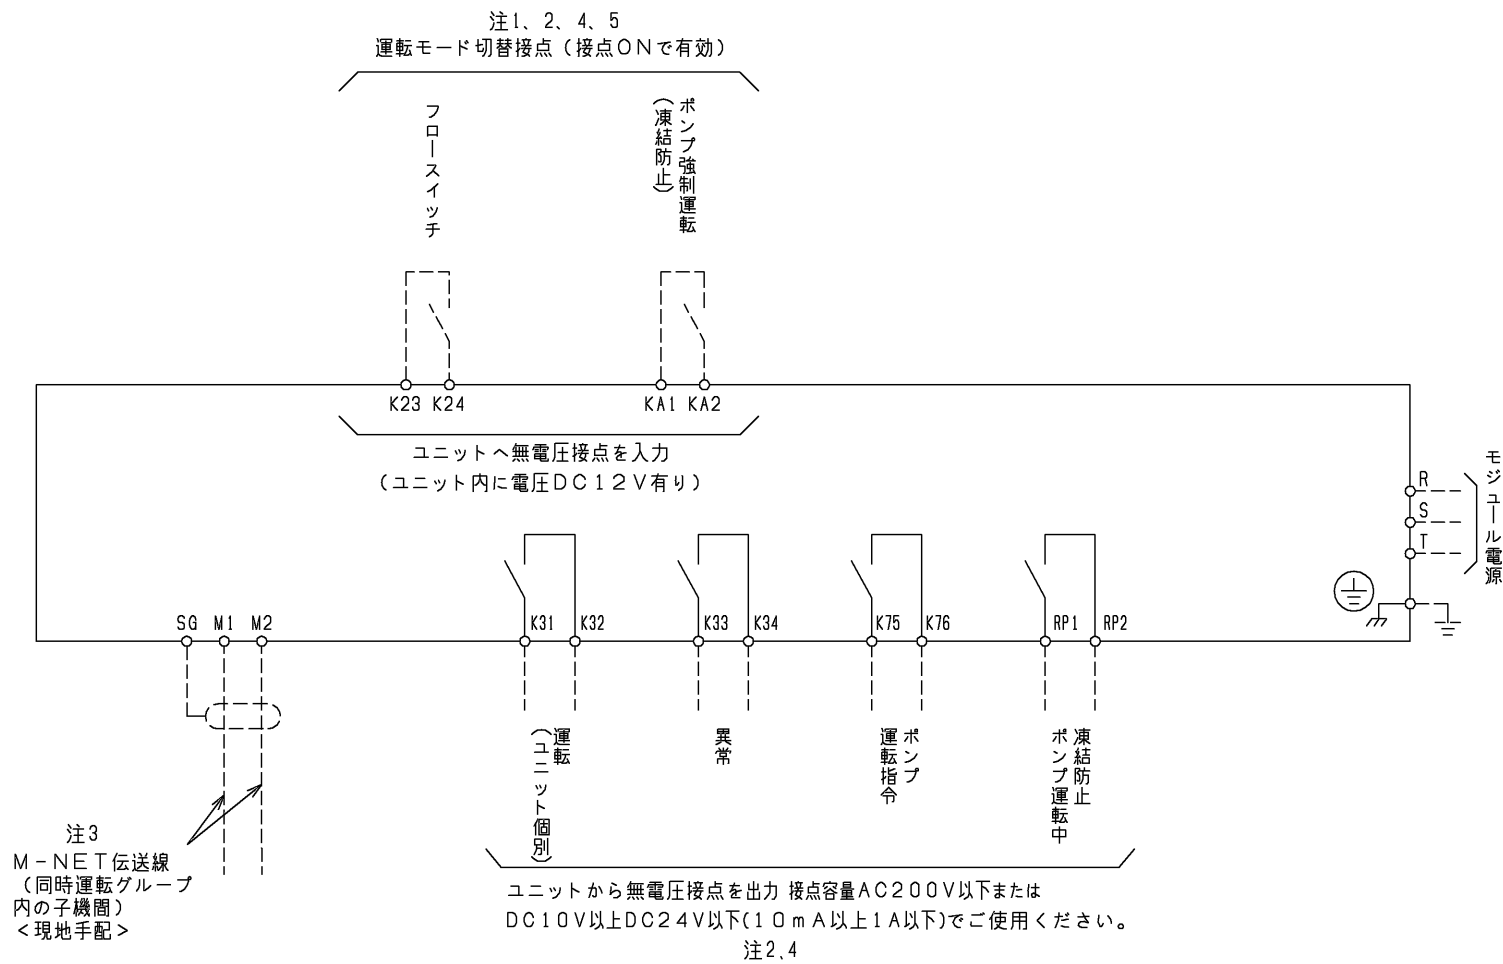 注1、2、4、5
運転モード切替接点（接点ONで有効）
フロースイッチ
ポンプ強制運転
（凍結防止）
K23 K24
KA1 KA2
ユニットへ無電圧接点を入力
（ユニット内に電圧DC12V有り）
R
S
T
モジュール電源
SG M1 M2
K31 K32
K33 K34
K75 K76
RP1 RP2
運転
（ユニット個別）
異常
ポンプ
運転指令
凍結防止
ポンプ運転中
注3
M－NET伝送線
（同時運転グループ
内の子機間）
＜現地手配＞
ユニットから無電圧接点を出力 接点容量AC200V以下または
DC10V以上DC24V以下(10mA以上1A以下)でご使用ください。
注2、4